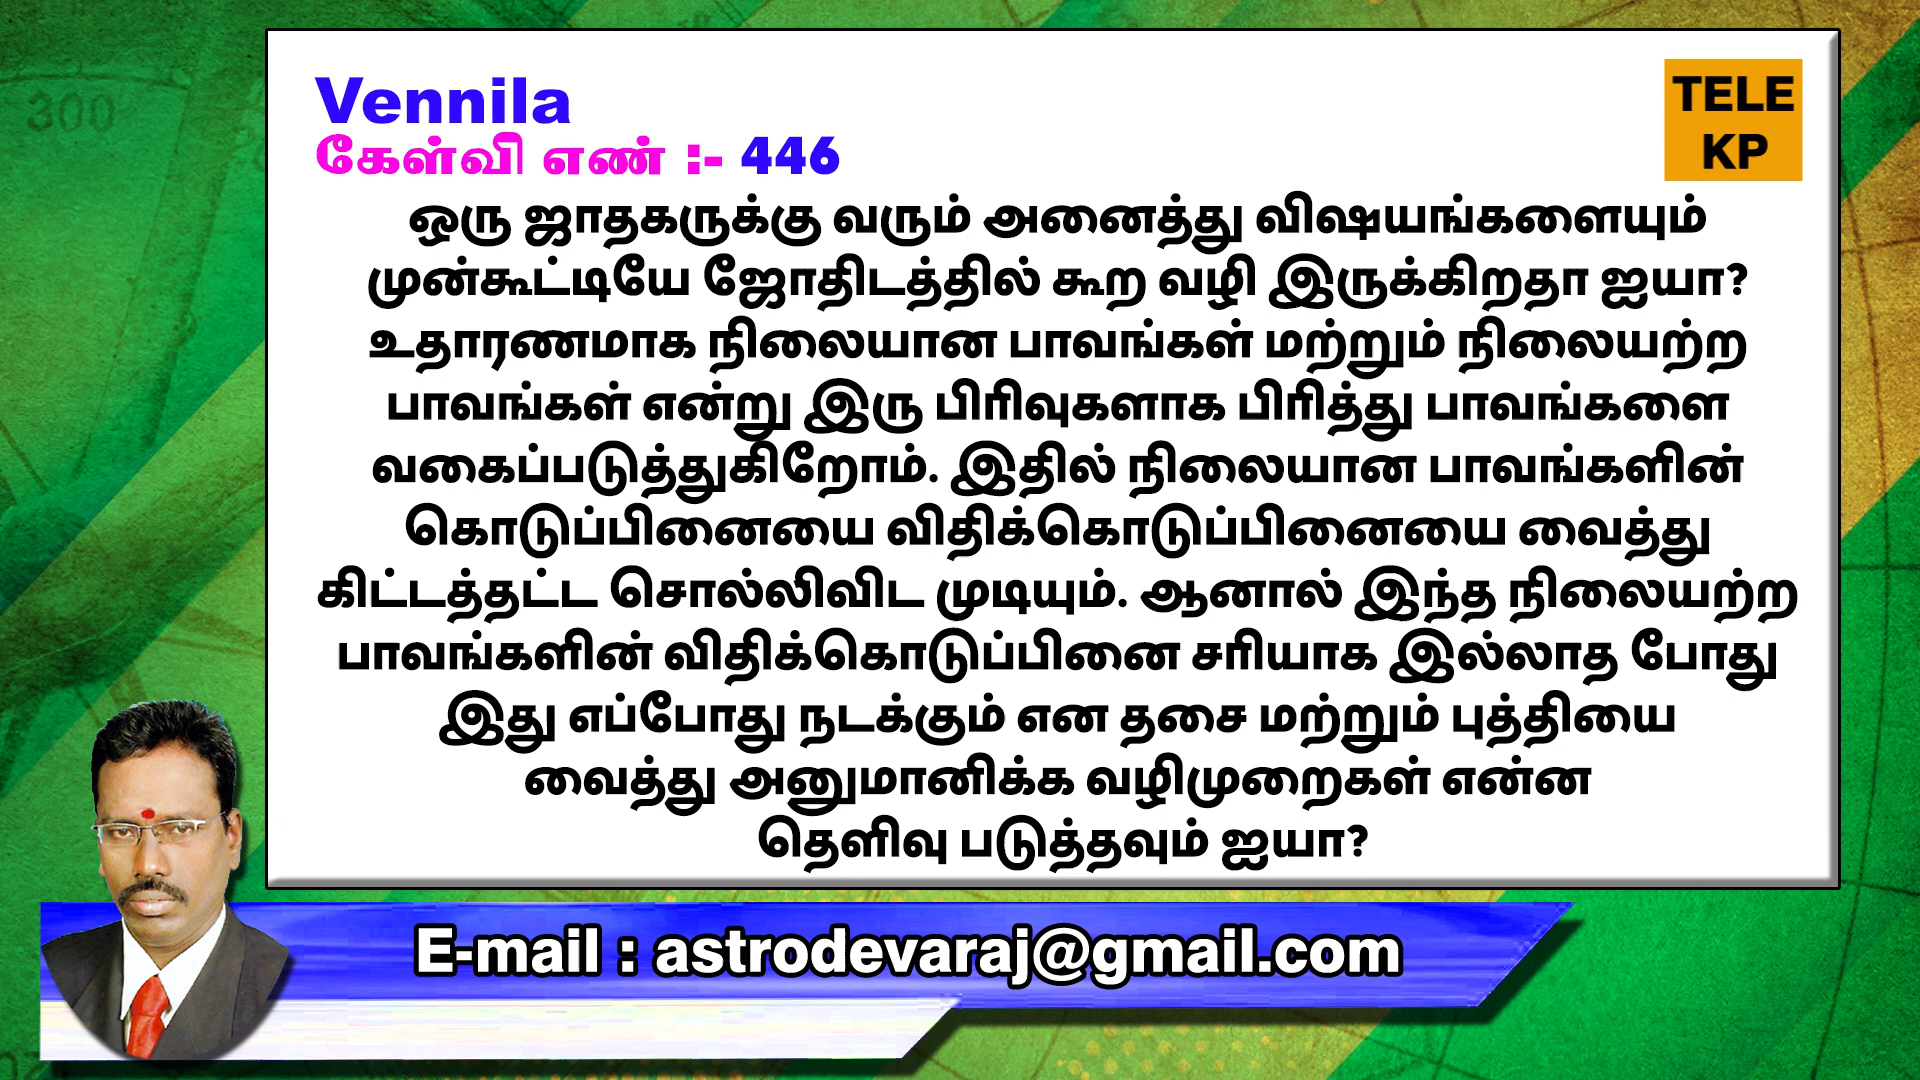 Vennila
TELE
KP
கேள்வி எண் :- 446
ஒரு ஜாதகருக்கு வரும் அனைத்து விஷயங்களையும்
முன்கூட்டியே ஜோதிடத்தில் கூற வழி இருக்கிறதா ஐயா?
உதாரணமாக நிலையான பாவங்கள் மற்றும் நிலையற்ற
பாவங்கள் என்று இரு பிரிவுகளாக பிரித்து பாவங்களை
வகைப்படுத்துகிறோம். இதில் நிலையான பாவங்களின்
கொடுப்பினையை விதிக்கொடுப்பினையை வைத்து
கிட்டத்தட்ட சொல்லிவிட முடியும். ஆனால் இந்த நிலையற்ற
பாவங்களின் விதிக்கொடுப்பினை சரியாக இல்லாத போது
இது எப்போது நடக்கும் என தசை மற்றும் புத்தியை
வைத்து அனுமானிக்க வழிமுறைகள் என்ன
தெளிவு படுத்தவும் ஐயா?
E-mail : astrodevaraj@gmail.com
300